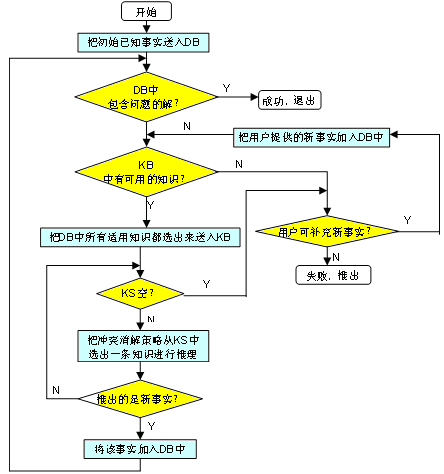 开始
把初始已知事实送入DB
DB中
包含问题的解?
Y
成功，退出
N
把用户提供的新事实加入DB中
KB
中有可用的知识?
N
Y
把DB中所有适用知识都选出来送入KB
用户可补充新事实?
Y
N
失败，推出
KS空?
Y
N
把冲突消解策略从KS中
选出一条知识进行推理
推出的是新事实?
N
Y
将该事实加入DB中